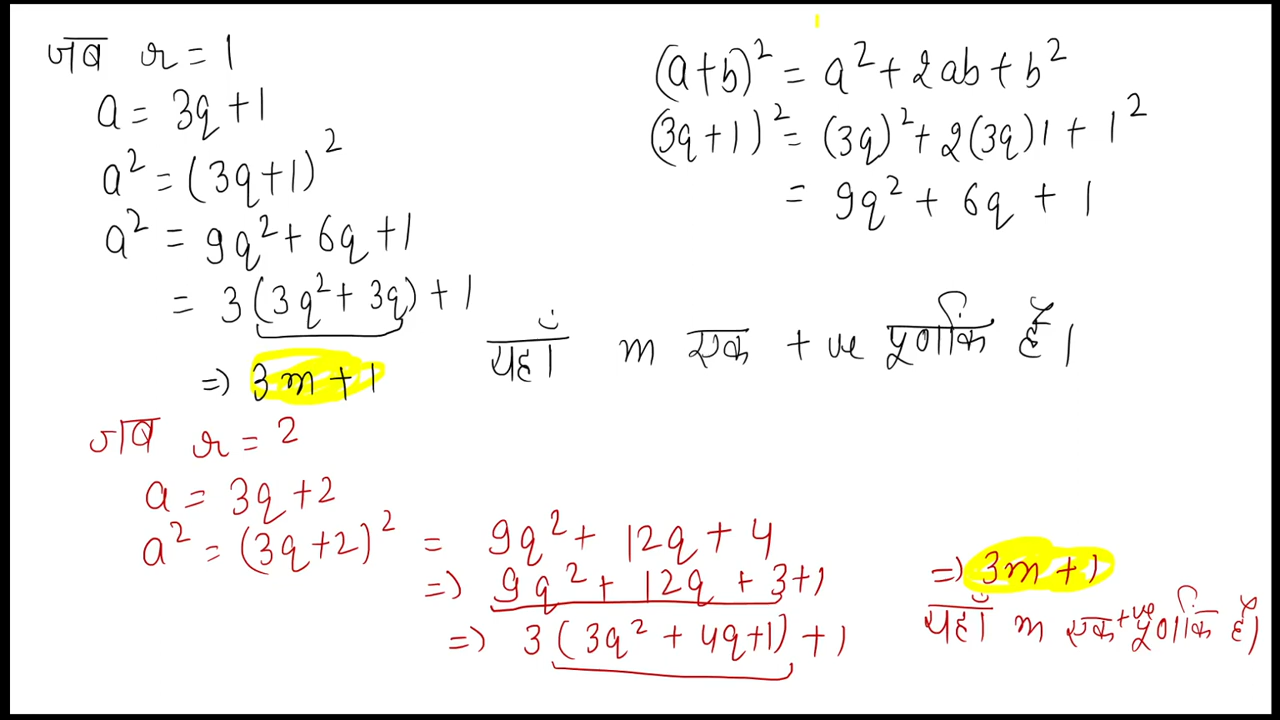 जब r = 1
a = 3q + 1
a² = (3q+1)²
a² = 9q² + 6q + 1
= 3(3q² + 3q) + 1
⇒ 3m + 1
यहाँ m एक +ve पूर्णांक है।
(a+b)² = a² + 2ab + b²
(3q+1)² = (3q)² + 2(3q)1 + 1²
= 9q² + 6q + 1
जब r = 2
a = 3q + 2
a² = (3q+2)² = 9q² + 12q + 4
⇒ 9q² + 12q + 3 + 1
⇒ 3(3q² + 4q + 1) + 1
⇒ 3m + 1
यहाँ m एक +ve पूर्णांक है।